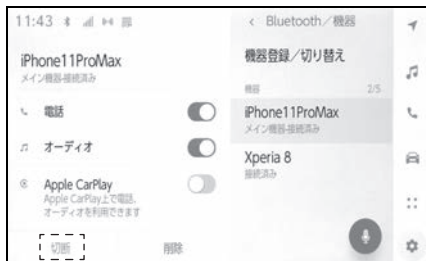 11:43
iPhone11ProMax
メイン機器-接続済み
電話
オーディオ
Apple CarPlay
Apple CarPlay上で電話、
オーディオを利用できます
切断
削除
< Bluetooth／機器
機器登録／切り替え
機器 2/5
iPhone11ProMax
メイン機器-接続済み
Xperia 8
接続済み